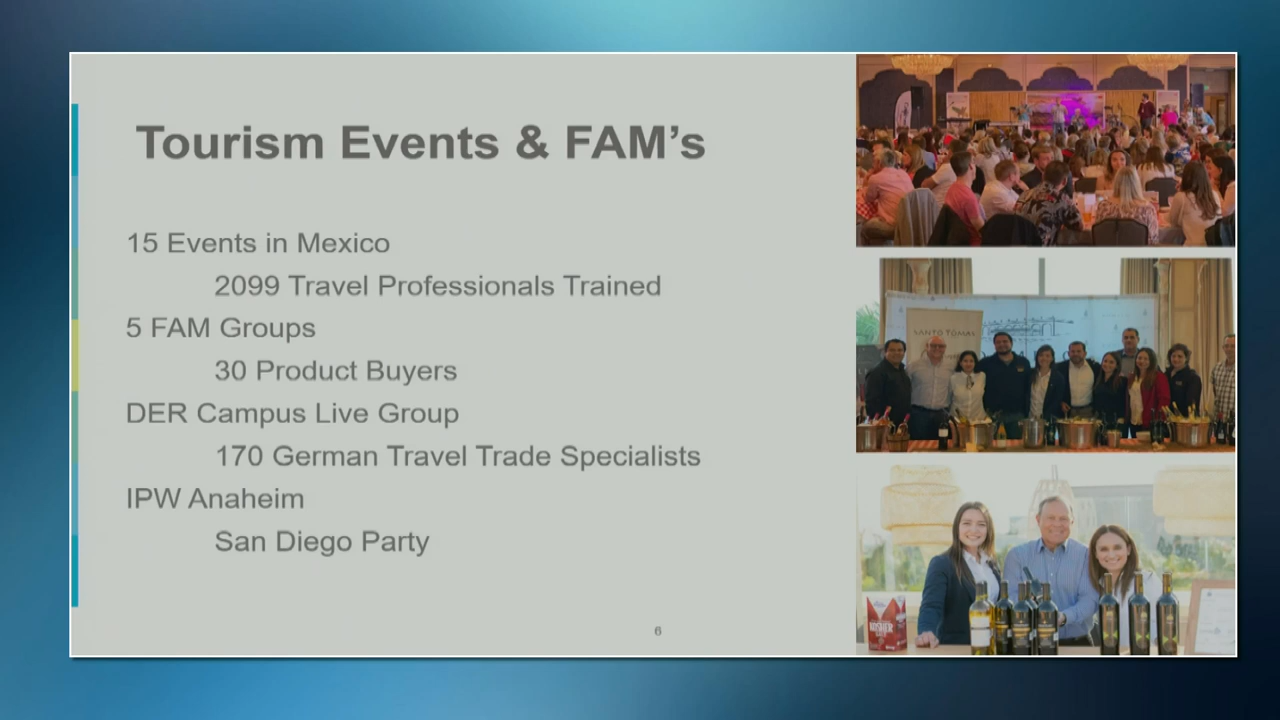 Tourism Events & FAM’s
15 Events in Mexico
2099 Travel Professionals Trained
5 FAM Groups
30 Product Buyers
DER Campus Live Group
170 German Travel Trade Specialists
IPW Anaheim
San Diego Party
6
SANTO TOMAS
KOSHER